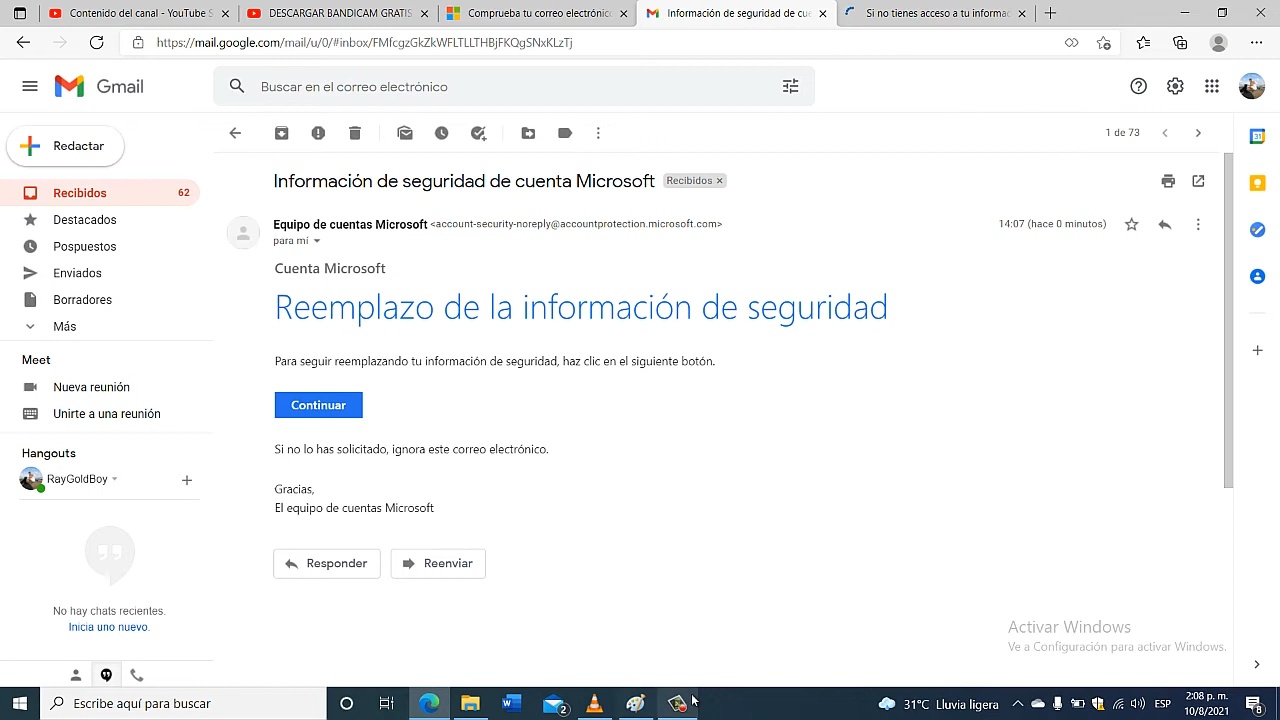 Contenido del canal - YouTube S
DESCARGAR BANDICAM GRATIS
Comprueba tu correo electrónic
Información de seguridad de cu
Si no tienes acceso a tu informac
https://mail.google.com/mail/u/0/#inbox/FMfcgzGkZkWFLTLLTHBjFKQgSNxKLzTj
Gmail
Buscar en el correo electrónico
Redactar
1 de 73
Recibidos 62
Destacados
Pospuestos
Enviados
Borradores
Más
Meet
Nueva reunión
Unirte a una reunión
Hangouts
RayGoldBoy
No hay chats recientes.
Inicia uno nuevo.
Información de seguridad de cuenta Microsoft Recibidos
Equipo de cuentas Microsoft <account-security-noreply@accountprotection.microsoft.com> 14:07 (hace 0 minutos)
para mí
Cuenta Microsoft
Reemplazo de la información de seguridad
Para seguir reemplazando tu información de seguridad, haz clic en el siguiente botón.
Continuar
Si no lo has solicitado, ignora este correo electrónico.
Gracias,
El equipo de cuentas Microsoft
Responder
Reenviar
31
Activar Windows
Ve a Configuración para activar Windows.
Escribe aquí para buscar
2
31°C Lluvia ligera
ESP
2:08 p. m.
10/8/2021
8